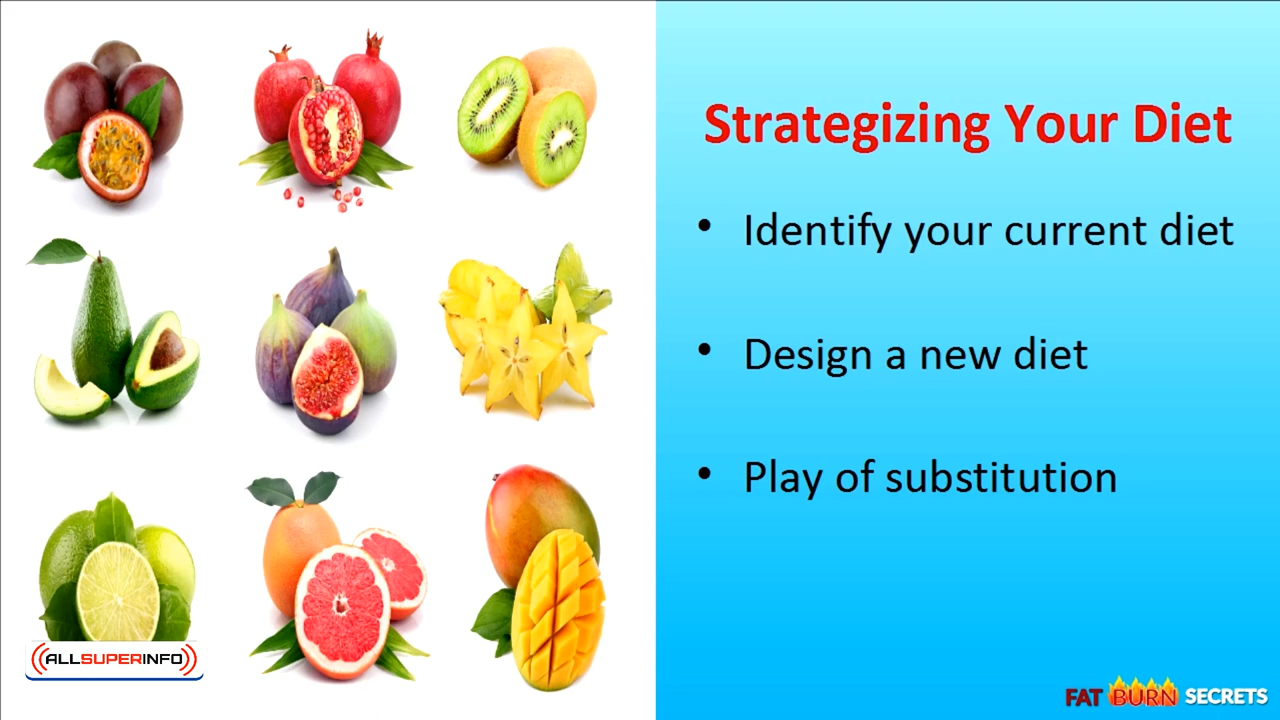 Strategizing Your Diet
• Identify your current diet
• Design a new diet
• Play of substitution
ALLSUPERINFO
FAT BURN SECRETS